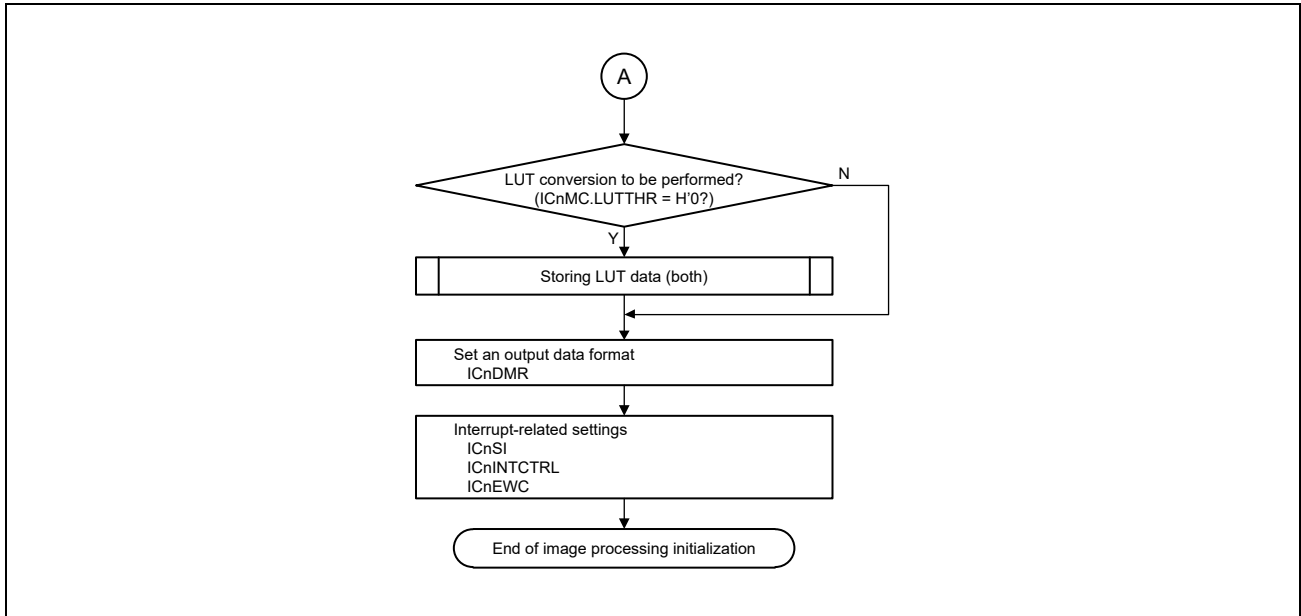 A
LUT conversion to be performed?
(ICnMC.LUTTHR = H'0?)
N
Y
Storing LUT data (both)
Set an output data format
ICnDMR
Interrupt-related settings
ICnSI
ICnINTCTRL
ICnEWC
End of image processing initialization